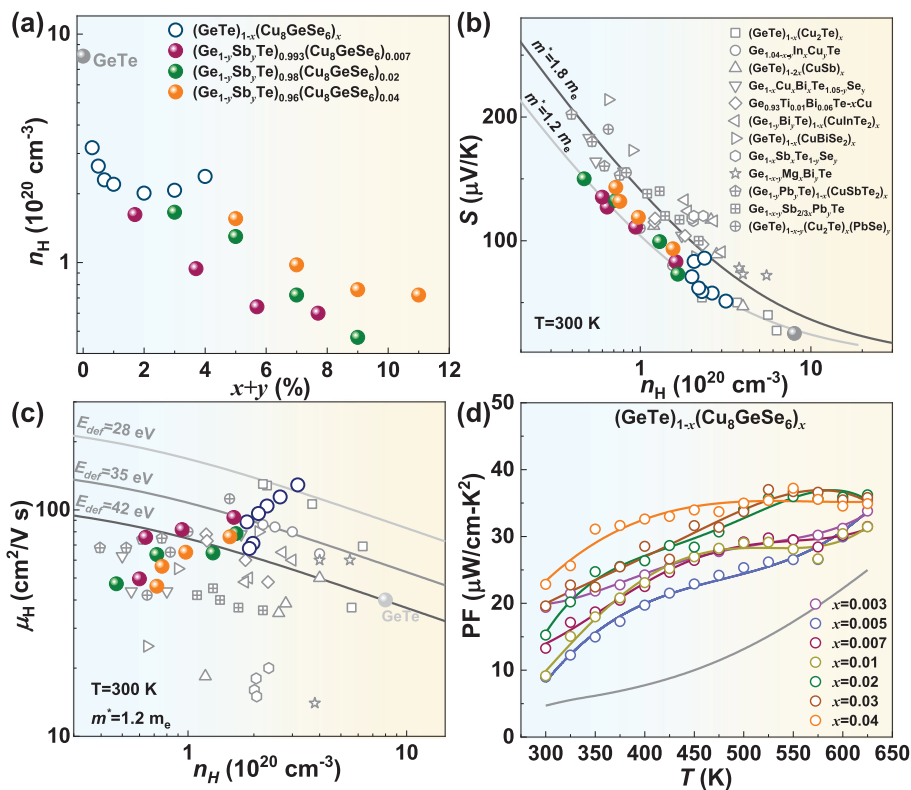 (a)
(GeTe)1-x(Cu8GeSe6)x
(Ge1-ySbyTe)0.993(Cu8GeSe6)0.007
(Ge1-ySbyTe)0.98(Cu8GeSe6)0.02
(Ge1-ySbyTe)0.96(Cu8GeSe6)0.04
GeTe
10
1
nH (10^20 cm^-3)
0 2 4 6 8 10 12
x+y (%)
(b)
m*=1.8 me
m*=1.2 me
(GeTe)1-x(Cu2Te)x
Ge1.04-x-yInxCuyTe
(GeTe)1-2x(CuSb)x
Ge1-xCuxBixTe1.05-ySey
Ge0.93Ti0.01Bi0.06Te-xCu
(Ge1-yBiyTe)1-x(CuInTe2)x
(GeTe)1-x(CuBiSe2)x
Ge1-xSbxTe1-ySey
Ge1-x-yMgxBiyTe
(Ge1-yPbyTe)1-x(CuSbTe2)x
Ge1-x-ySb2/3xPbyTe
(GeTe)1-x-y(Cu2Te)x(PbSe)y
200
100
S (μV/K)
T=300 K
1 10
nH (10^20 cm^-3)
(c)
Edef=28 eV
Edef=35 eV
Edef=42 eV
100
10
μH (cm^2/V s)
GeTe
T=300 K
m*=1.2 me
1 10
nH (10^20 cm^-3)
(d)
(GeTe)1-x(Cu8GeSe6)x
50
40
30
20
10
0
PF (μW/cm-K^2)
x=0.003
x=0.005
x=0.007
x=0.01
x=0.02
x=0.03
x=0.04
300 350 400 450 500 550 600 650
T (K)